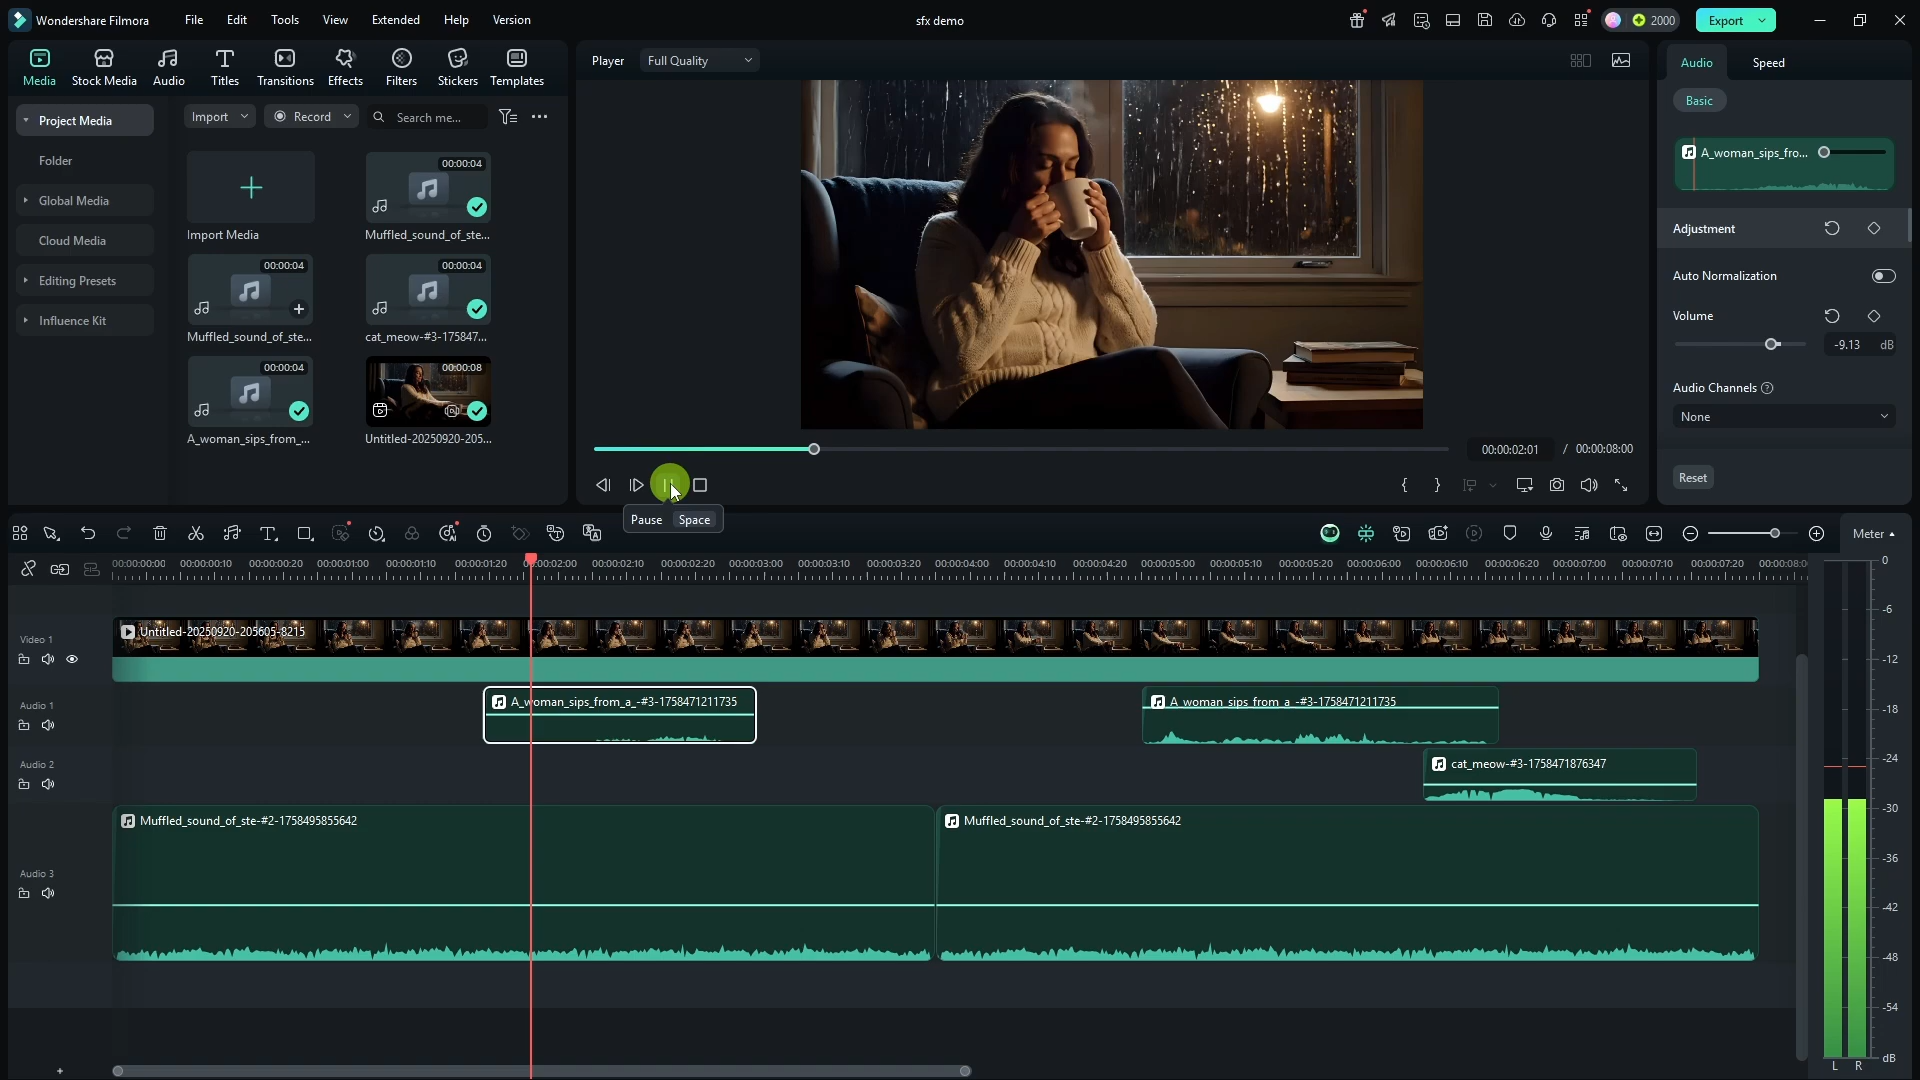 Wondershare Filmora
File Edit Tools View Extended Help Version
sfx demo
2000
Export
Media Stock Media Audio Titles Transitions Effects Filters Stickers Templates
Project Media
Folder
Global Media
Cloud Media
Editing Presets
Influence Kit
Import
Record
Search me...
Import Media
00:00:04
Muffled_sound_of_ste...
00:00:04
Muffled_sound_of_ste...
00:00:04
cat_meow-#3-175847...
00:00:04
A_woman_sips_from_...
00:00:08
Untitled-20250920-205...
Player
Full Quality
00:00:02:01 / 00:00:08:00
Pause Space
Audio Speed
Basic
A_woman_sips_fro...
Adjustment
Auto Normalization
Volume
-9.13 dB
Audio Channels
None
Reset
Meter
00:00:00:00 00:00:00:10 00:00:00:20 00:00:01:00 00:00:01:10 00:00:01:20 00:00:02:00 00:00:02:10 00:00:02:20 00:00:03:00 00:00:03:10 00:00:03:20 00:00:04:00 00:00:04:10 00:00:04:20 00:00:05:00 00:00:05:10 00:00:05:20 00:00:06:00 00:00:06:10 00:00:06:20 00:00:07:00 00:00:07:10 00:00:07:20 00:00:08:0
Video 1
Untitled-20250920-205605-8215
Audio 1
A_woman_sips_from_a_-#3-1758471211735
A_woman_sips_from_a_-#3-1758471211735
Audio 2
cat_meow-#3-1758471876347
Audio 3
Muffled_sound_of_ste-#2-1758495855642
Muffled_sound_of_ste-#2-1758495855642
0
-6
-12
-18
-24
-30
-36
-42
-48
-54
dB
L R